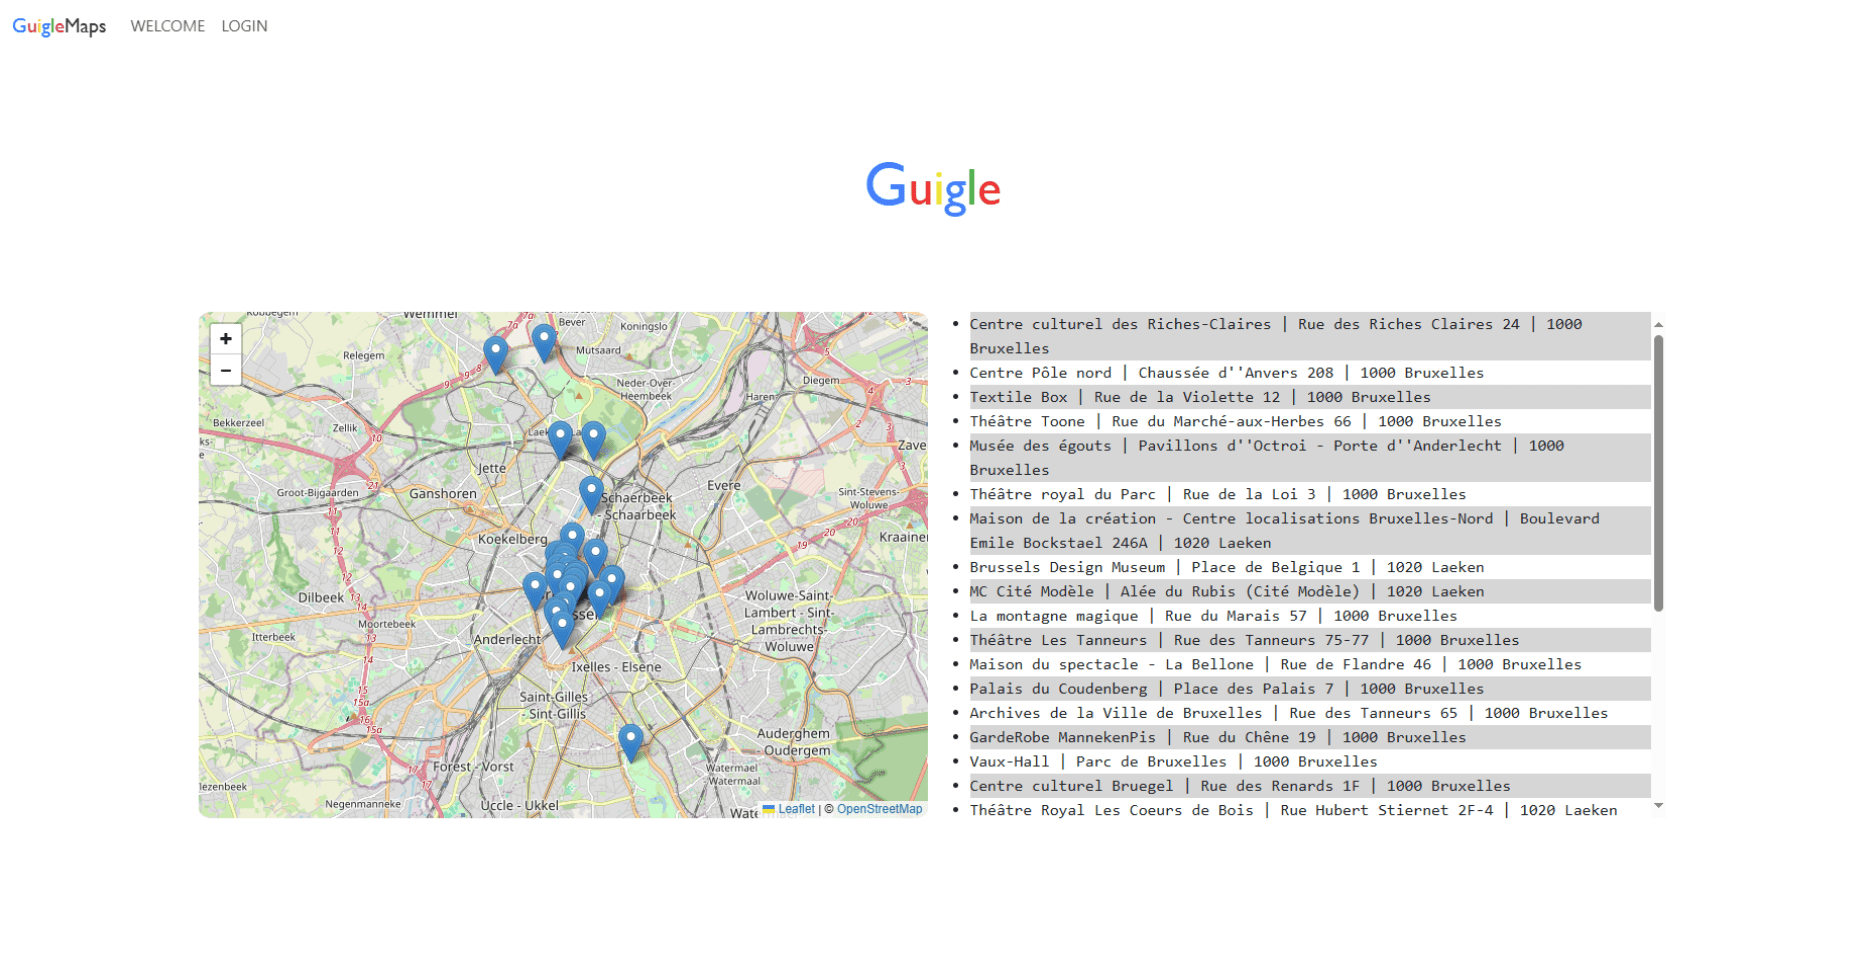 GuigleMaps WELCOME LOGIN
Guigle
+
−
Wemmel
7a
Bever
Koningslo
Mutsaard
Relegem
Neder-Over-
Heembeek
Diegem
Haren
Bekkerzeel
Zellik
10
Jette
Groot-Bijgaarden
21
Ganshoren
Evere
Sint-Stevens-
Woluwe
Zave
Schaerbeek
- Schaarbeek
Koekelberg
Kraainem
Dilbeek
Moortebeek
Itterbeek
Anderlecht
Woluwe-Saint-
Lambert - Sint-
Lambrechts-
Woluwe
Ixelles - Elsene
Saint-Gilles
- Sint-Gillis
Auderghem
- Oudergem
Forest - Vorst
Watermael
Watermaal
lezenbeek
Negenmanneke
Uccle - Ukkel
Leaflet | © OpenStreetMap
Centre culturel des Riches-Claires | Rue des Riches Claires 24 | 1000
Bruxelles
Centre Pôle nord | Chaussée d''Anvers 208 | 1000 Bruxelles
Textile Box | Rue de la Violette 12 | 1000 Bruxelles
Théâtre Toone | Rue du Marché-aux-Herbes 66 | 1000 Bruxelles
Musée des égouts | Pavillons d''Octroi - Porte d''Anderlecht | 1000
Bruxelles
Théâtre royal du Parc | Rue de la Loi 3 | 1000 Bruxelles
Maison de la création - Centre localisations Bruxelles-Nord | Boulevard
Emile Bockstael 246A | 1020 Laeken
Brussels Design Museum | Place de Belgique 1 | 1020 Laeken
MC Cité Modèle | Alée du Rubis (Cité Modèle) | 1020 Laeken
La montagne magique | Rue du Marais 57 | 1000 Bruxelles
Théâtre Les Tanneurs | Rue des Tanneurs 75-77 | 1000 Bruxelles
Maison du spectacle - La Bellone | Rue de Flandre 46 | 1000 Bruxelles
Palais du Coudenberg | Place des Palais 7 | 1000 Bruxelles
Archives de la Ville de Bruxelles | Rue des Tanneurs 65 | 1000 Bruxelles
GardeRobe MannekenPis | Rue du Chêne 19 | 1000 Bruxelles
Vaux-Hall | Parc de Bruxelles | 1000 Bruxelles
Centre culturel Bruegel | Rue des Renards 1F | 1000 Bruxelles
Théâtre Royal Les Coeurs de Bois | Rue Hubert Stiernet 2F-4 | 1020 Laeken